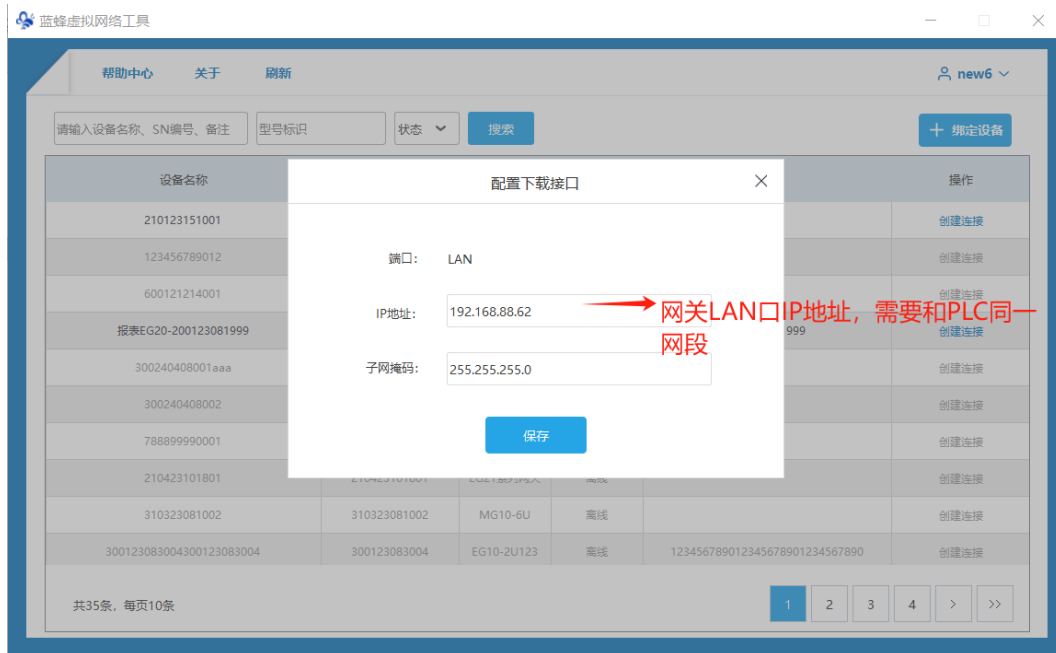 蓝蜂虚拟网络工具
帮助中心 关于 刷新 new6
请输入设备名称、SN编号、备注 型号标识 状态 搜索 绑定设备
设备名称 操作
配置下载接口
210123151001 创建连接
123456789012 创建连接
端口: LAN
600121214001 创建连接
IP地址: 192.168.88.62
网关LAN口IP地址，需要和PLC同一
网段
报表EG20-200123081999 999 创建连接
子网掩码: 255.255.255.0
300240408001aaa 创建连接
300240408002 创建连接
保存
788899990001 创建连接
210423101801 创建连接
310323081002 310323081002 MG10-6U 离线 创建连接
300123083004300123083004 300123083004 EG10-2U123 离线 123456789012345678901234567890 创建连接
共35条，每页10条 1 2 3 4 > >>